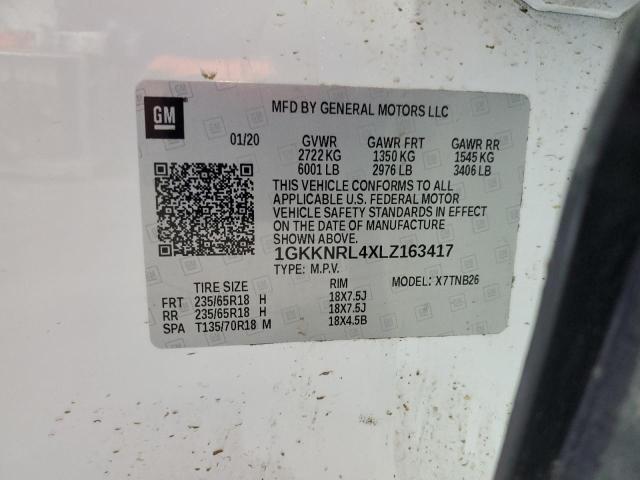 GM
MFD BY GENERAL MOTORS LLC
01/20 GVWR GAWR FRT GAWR RR
2722 KG 1350 KG 1545 KG
6001 LB 2976 LB 3406 LB
THIS VEHICLE CONFORMS TO ALL
APPLICABLE U.S. FEDERAL MOTOR
VEHICLE SAFETY STANDARDS IN EFFECT
ON THE DATE OF MANUFACTURE
SHOWN ABOVE.
1GKKNRL4XLZ163417
TYPE: M.P.V. MODEL: X7TNB26
TIRE SIZE RIM
FRT 235/65R18 H 18X7.5J
RR 235/65R18 H 18X7.5J
SPA T135/70R18 M 18X4.5B